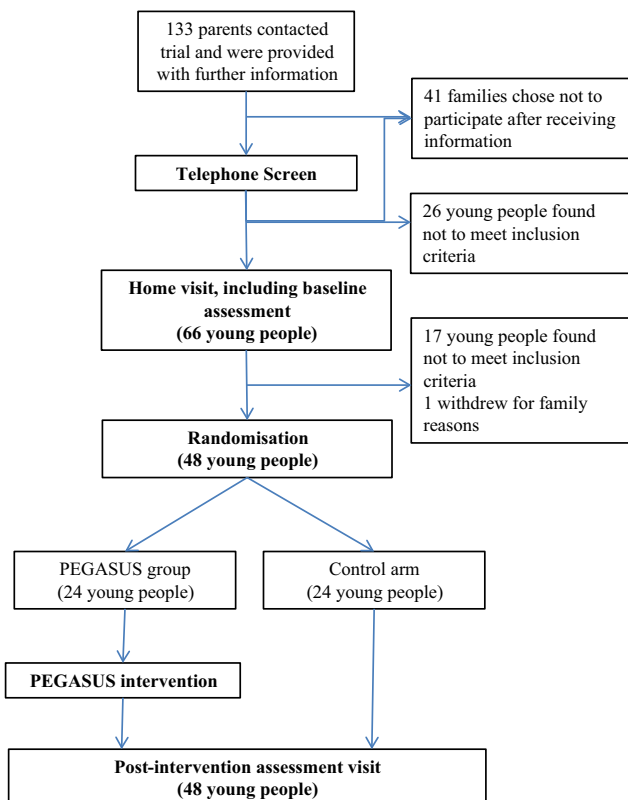 133 parents contacted
trial and were provided
with further information
41 families chose not to
participate after receiving
information
Telephone Screen
26 young people found
not to meet inclusion
criteria
Home visit, including baseline
assessment
(66 young people)
17 young people found
not to meet inclusion
criteria
1 withdrew for family
reasons
Randomisation
(48 young people)
PEGASUS group
(24 young people)
Control arm
(24 young people)
PEGASUS intervention
Post-intervention assessment visit
(48 young people)